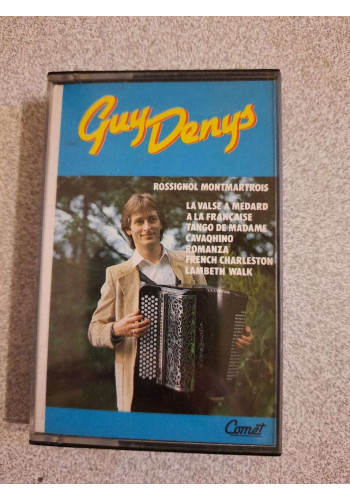 Guy Denys
ROSSIGNOL MONTMARTROIS
LA VALSE A MEDARD
A LA FRANCAISE
TANGO DE MADAME
CAVAQHINO
ROMANZA
FRENCH CHARLESTON
LAMBETH WALK
Comet